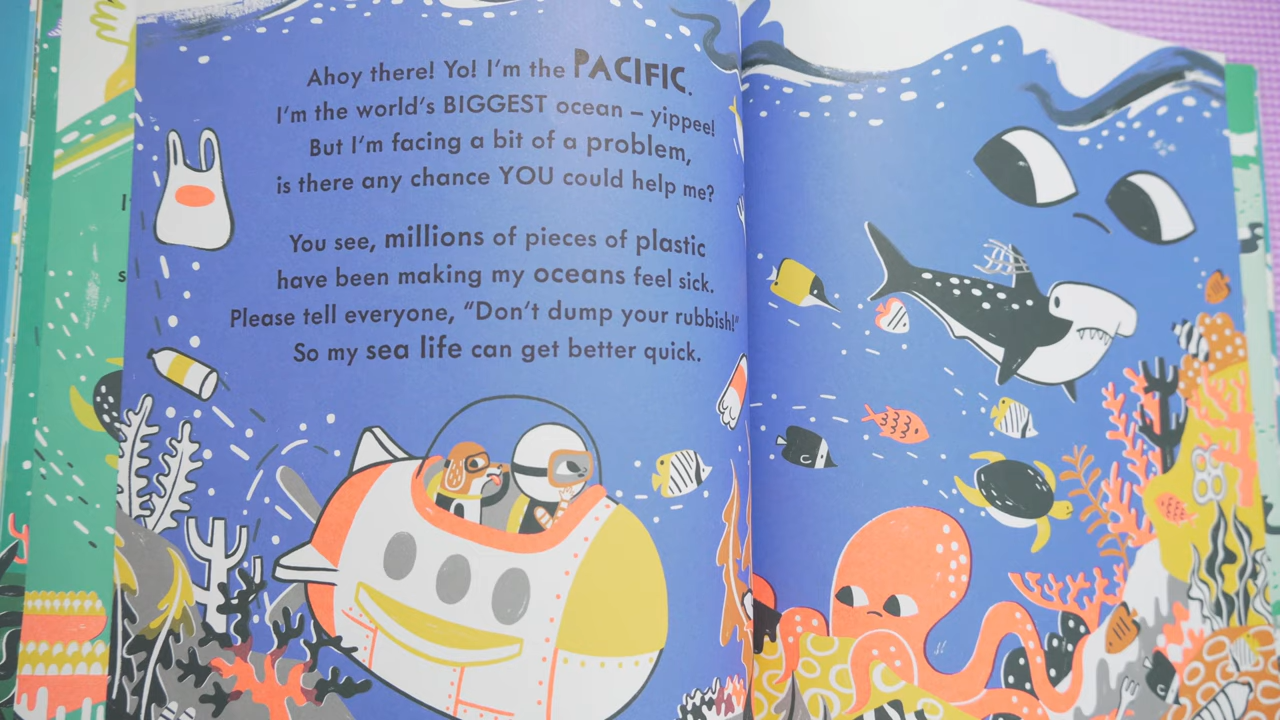 Ahoy there! Yo! I'm the PACIFIC.
I'm the world's BIGGEST ocean – yippee!
But I'm facing a bit of a problem,
is there any chance YOU could help me?
You see, millions of pieces of plastic
have been making my oceans feel sick.
Please tell everyone, "Don't dump your rubbish!"
So my sea life can get better quick.